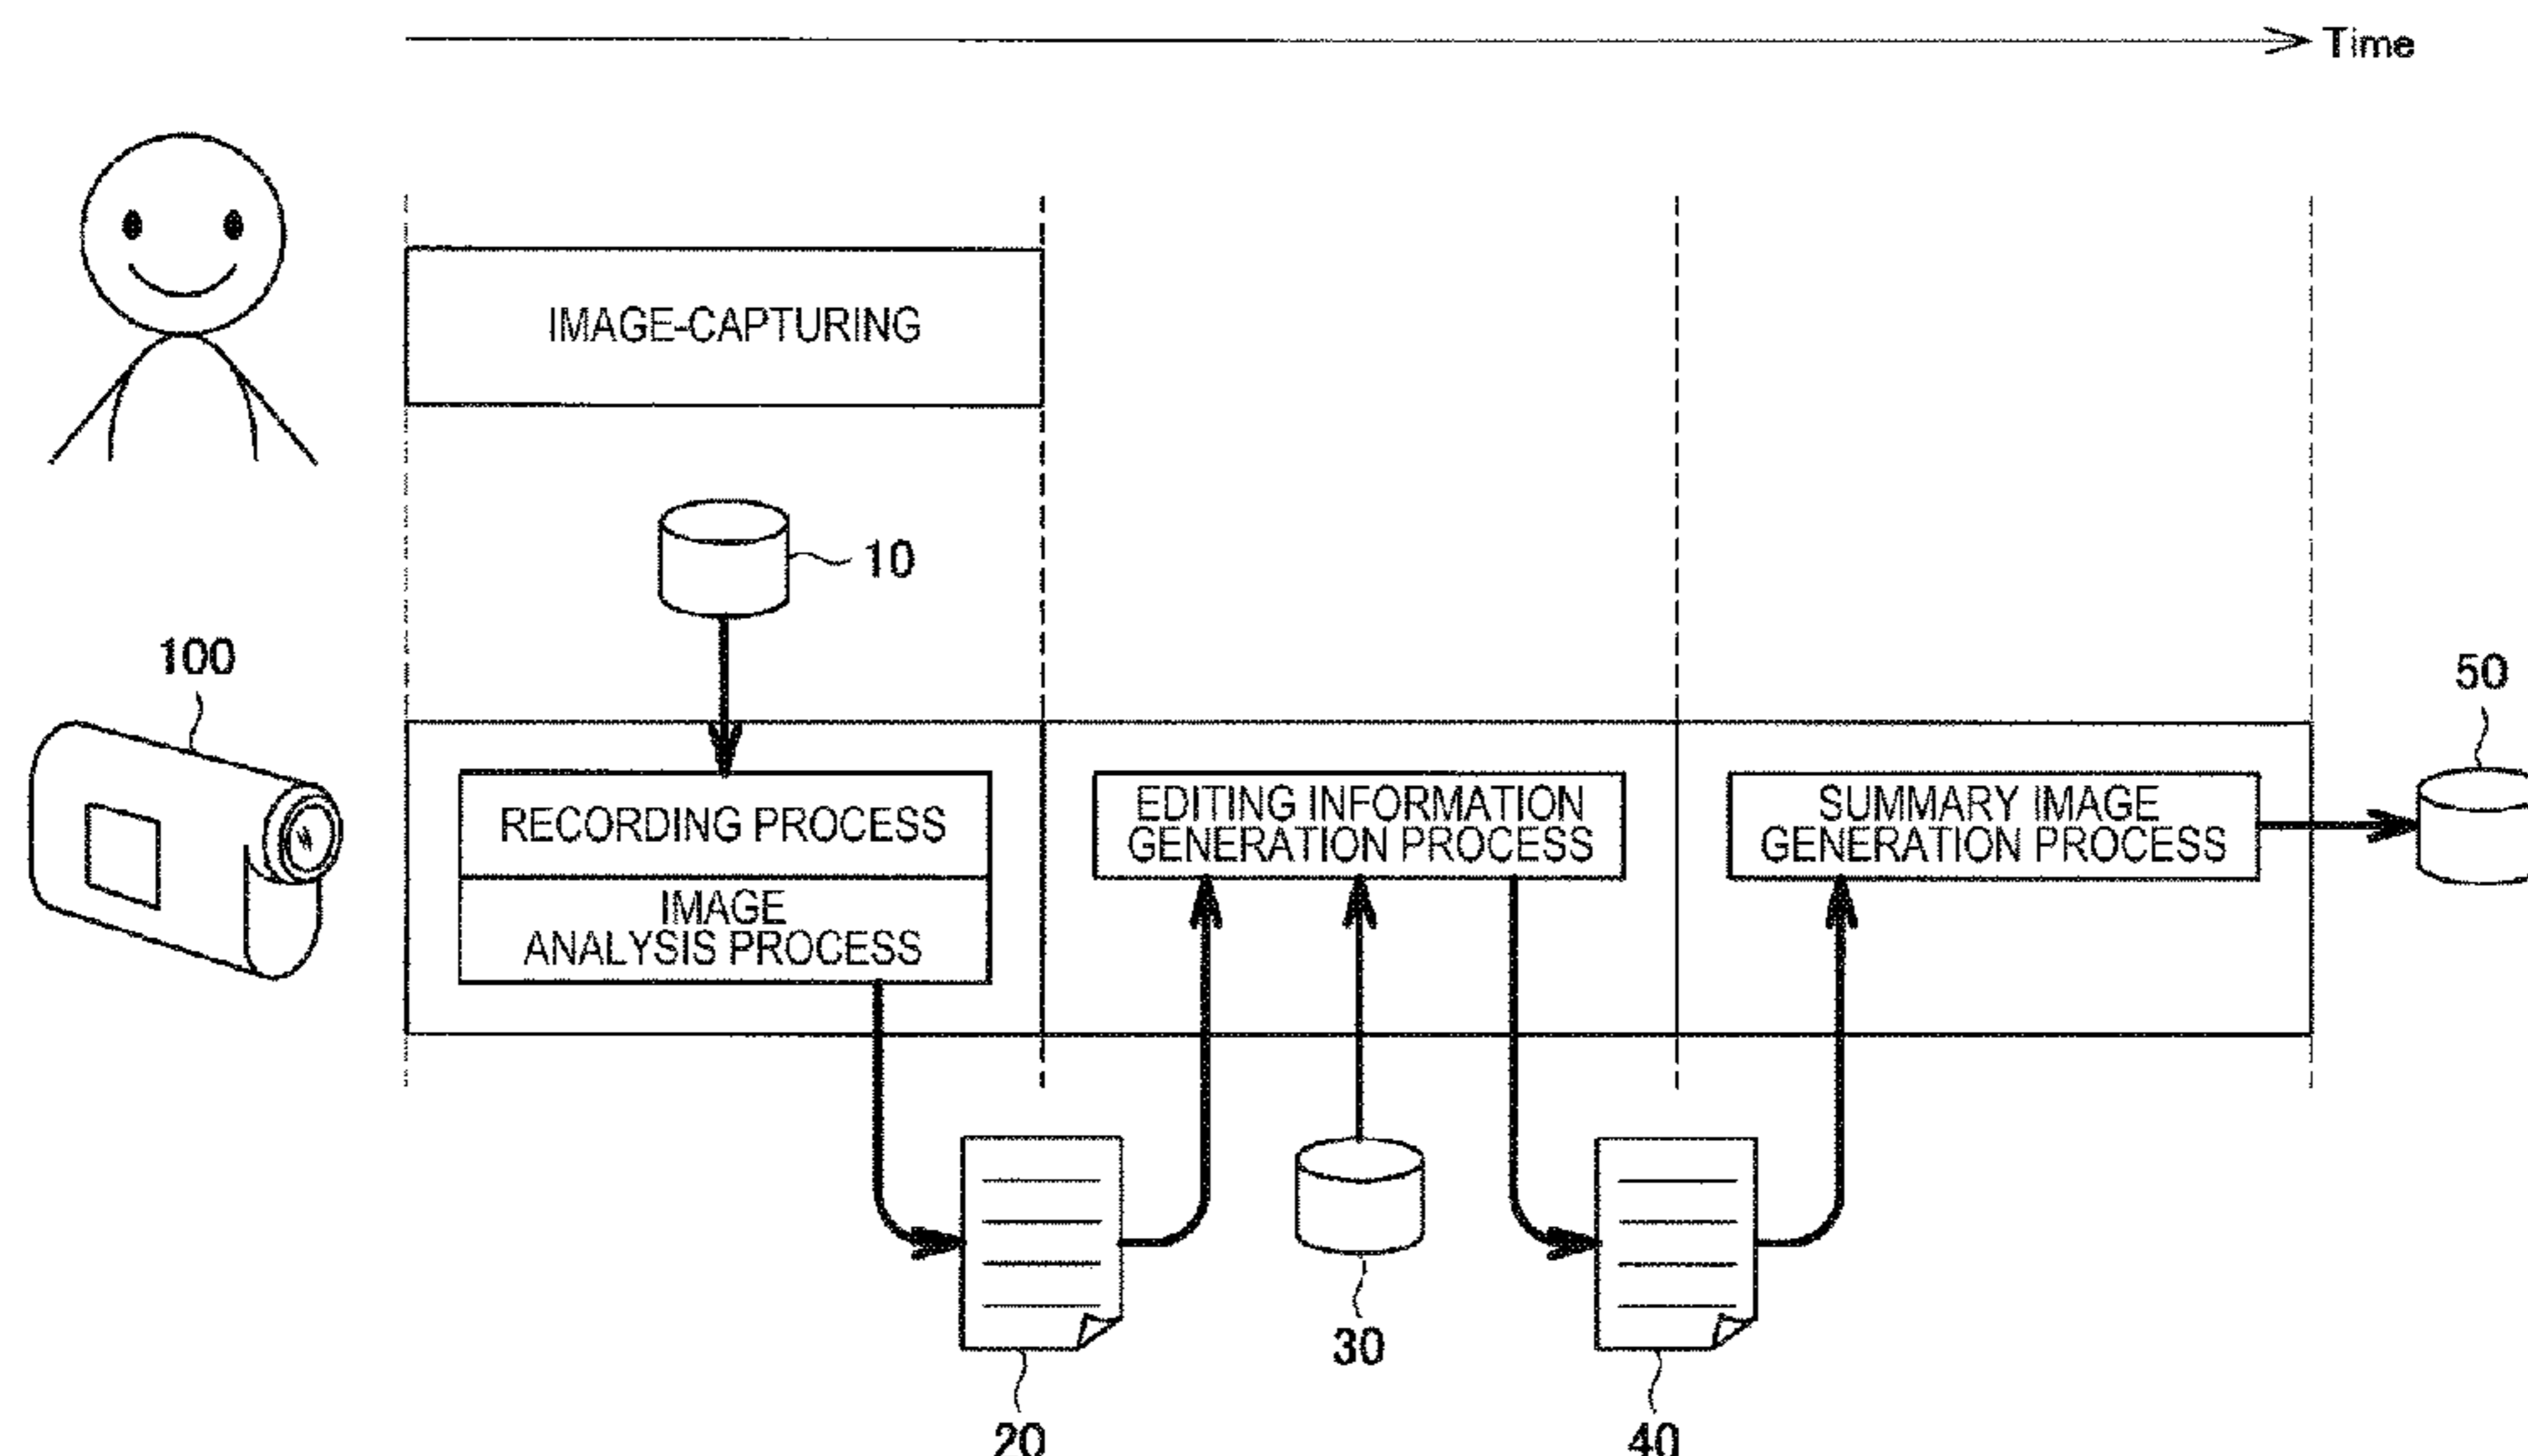 Time
IMAGE-CAPTURING
10
100
50
RECORDING PROCESS
IMAGE
ANALYSIS PROCESS
EDITING INFORMATION
GENERATION PROCESS
SUMMARY IMAGE
GENERATION PROCESS
30
20
40